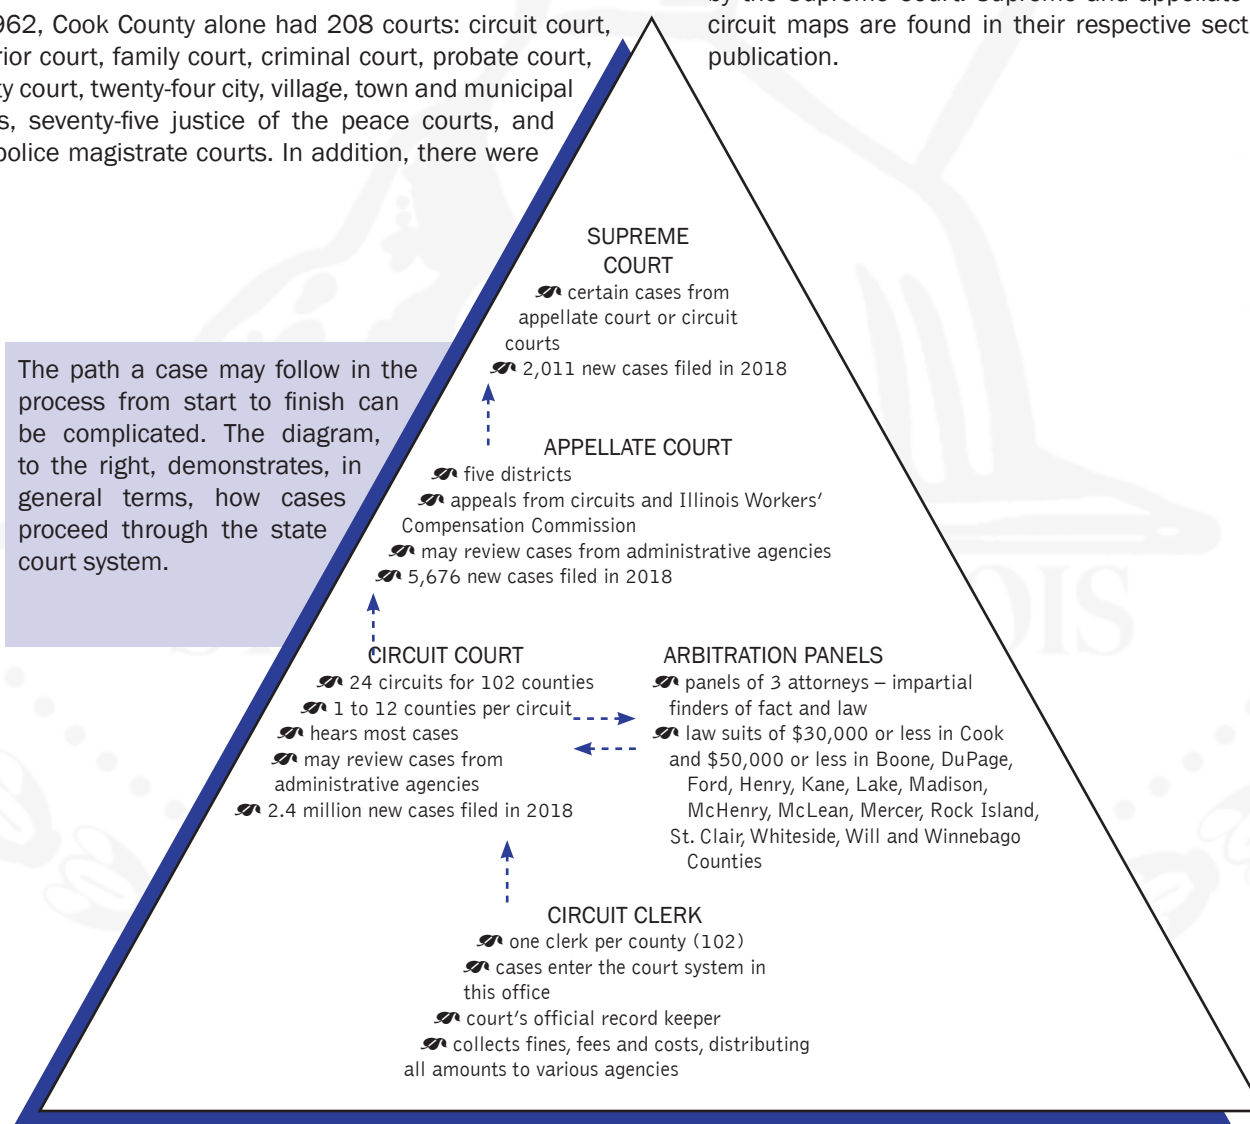 962, Cook County alone had 208 courts: circuit court,
rior court, family court, criminal court, probate court,
ty court, twenty-four city, village, town and municipal
s, seventy-five justice of the peace courts, and
police magistrate courts. In addition, there were
by the Supreme Court. Supreme and appellate
circuit maps are found in their respective sect
publication.
The path a case may follow in the
process from start to finish can
be complicated. The diagram,
to the right, demonstrates, in
general terms, how cases
proceed through the state
court system.
SUPREME
COURT
certain cases from
appellate court or circuit
courts
2,011 new cases filed in 2018
APPELLATE COURT
five districts
appeals from circuits and Illinois Workers'
Compensation Commission
may review cases from administrative agencies
5,676 new cases filed in 2018
CIRCUIT COURT
24 circuits for 102 counties
1 to 12 counties per circuit
hears most cases
may review cases from
administrative agencies
2.4 million new cases filed in 2018
ARBITRATION PANELS
panels of 3 attorneys – impartial
finders of fact and law
law suits of $30,000 or less in Cook
and $50,000 or less in Boone, DuPage,
Ford, Henry, Kane, Lake, Madison,
McHenry, McLean, Mercer, Rock Island,
St. Clair, Whiteside, Will and Winnebago
Counties
CIRCUIT CLERK
one clerk per county (102)
cases enter the court system in
this office
court's official record keeper
collects fines, fees and costs, distributing
all amounts to various agencies